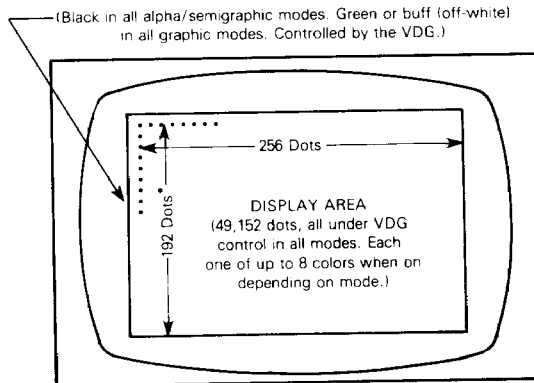 (Black in all alpha/semigraphic modes. Green or buff (off-white)
in all graphic modes. Controlled by the VDG.)
256 Dots
192 Dots
DISPLAY AREA
(49,152 dots, all under VDG
control in all modes. Each
one of up to 8 colors when on
depending on mode.)